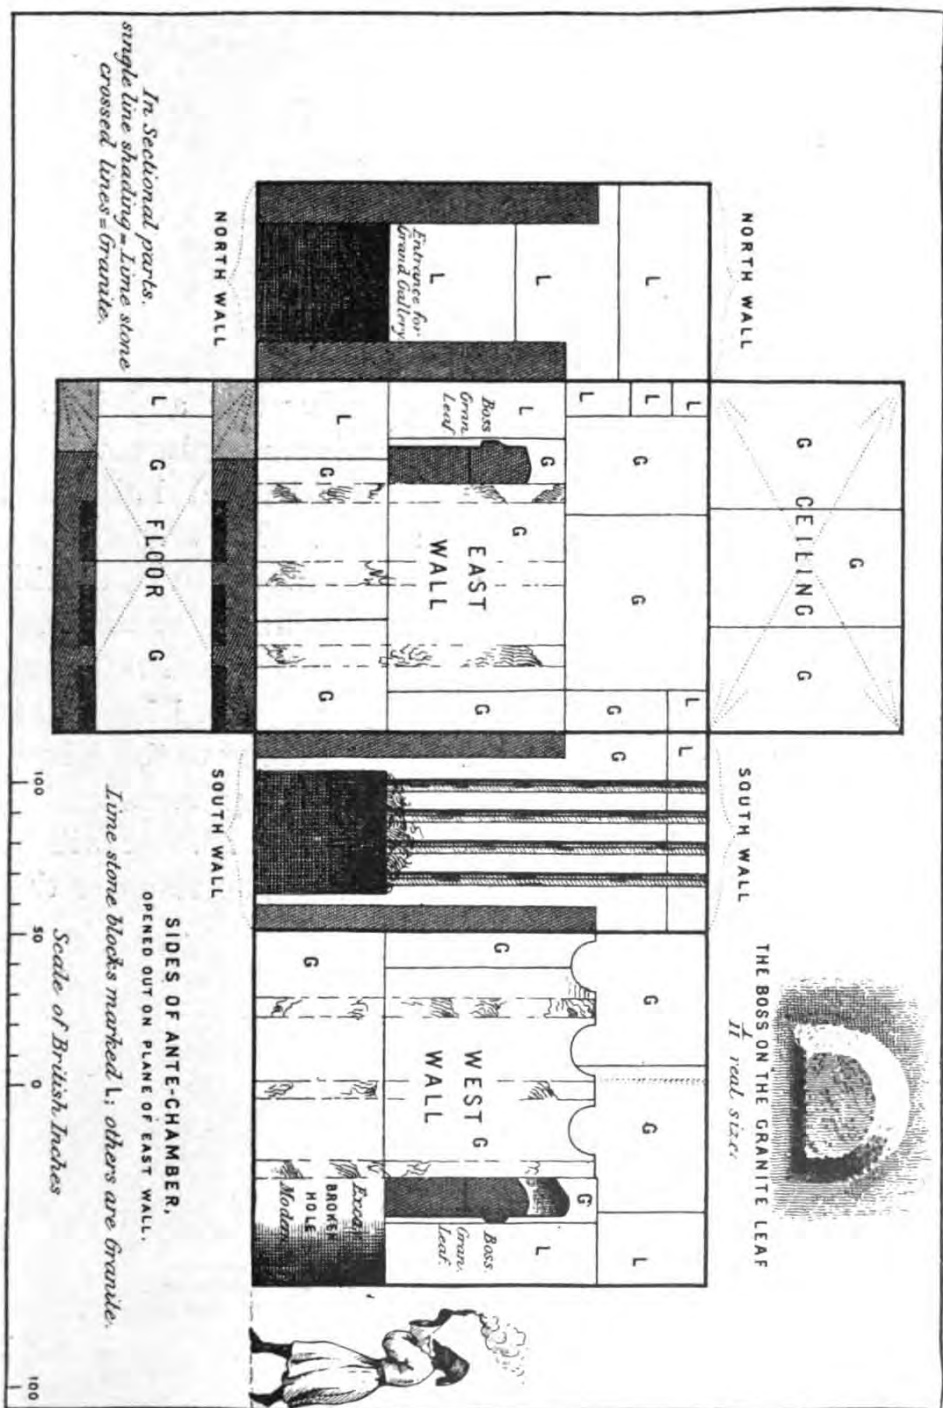 G
G CEILING G
NORTH WALL
SOUTH WALL
THE BOSS ON THE GRANITE LEAF
real size
L
L
L
L
G
G
L
G
L
G
G
G
L
L
L
Boss
Gran
Leaf
G
G
EAST
WALL
G
WEST G
WALL
G
L
Boss.
Gran.
Leaf.
L
Entrance for
Grand Gallery
L
G
G
G
BROKEN
HOLE
Modern
NORTH WALL
SOUTH WALL
L G FLOOR G
In Sectional parts.
single line shading = Lime stone
crossed lines = Granite.
SIDES OF ANTE-CHAMBER,
OPENED OUT ON PLANE OF EAST WALL.
Lime stone blocks marked L; others are Granite.
Scale of British Inches
100 50 0 100